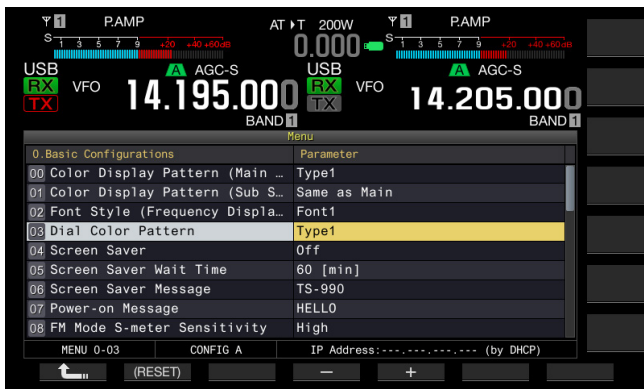 1 P.AMP AT▶T 200W 1 P.AMP
S 1 3 5 7 9 +20 +40 +60dB 0.000 S 1 3 5 7 9 +20 +40 +60dB
USB A AGC-S USB A AGC-S
RX TX VFO 14.195.000 RX TX VFO 14.205.000
BAND 1 BAND 1
Menu
0.Basic Configurations Parameter
00 Color Display Pattern (Main … Type1
01 Color Display Pattern (Sub S… Same as Main
02 Font Style (Frequency Displa… Font1
03 Dial Color Pattern Type1
04 Screen Saver Off
05 Screen Saver Wait Time 60 [min]
06 Screen Saver Message TS-990
07 Power-on Message HELLO
08 FM Mode S-meter Sensitivity High
MENU 0-03 CONFIG A IP Address:---.---.---.--- (by DHCP)
(RESET) − +